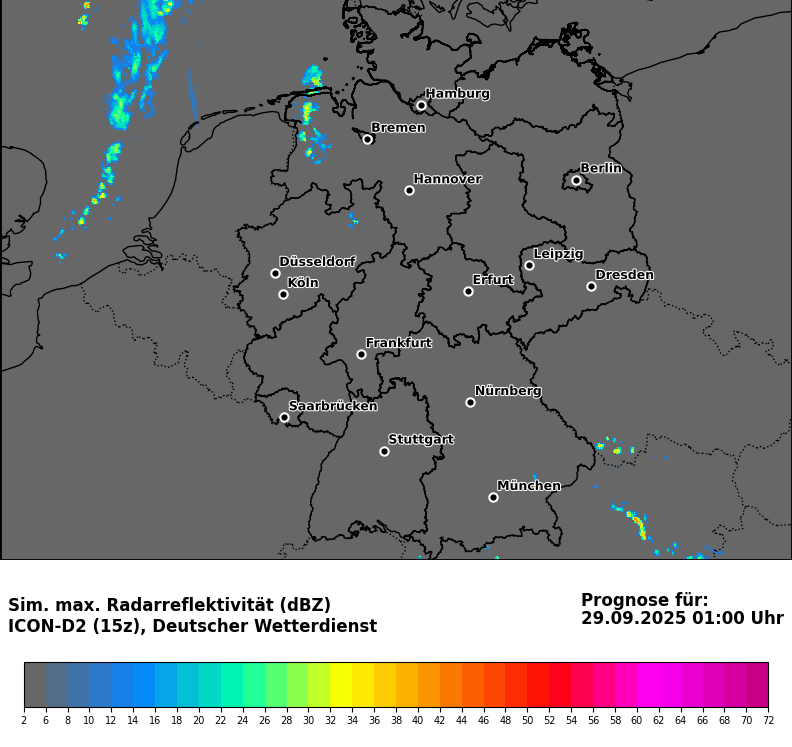 Hamburg
Bremen
Berlin
Hannover
Leipzig
Düsseldorf
Dresden
Köln
Erfurt
Frankfurt
Nürnberg
Saarbrücken
Stuttgart
München
Sim. max. Radarreflektivität (dBZ)
ICON-D2 (15z), Deutscher Wetterdienst
Prognose für:
29.09.2025 01:00 Uhr
2 6 8 10 12 14 16 18 20 22 24 26 28 30 32 34 36 38 40 42 44 46 48 50 52 54 56 58 60 62 64 66 68 70 72